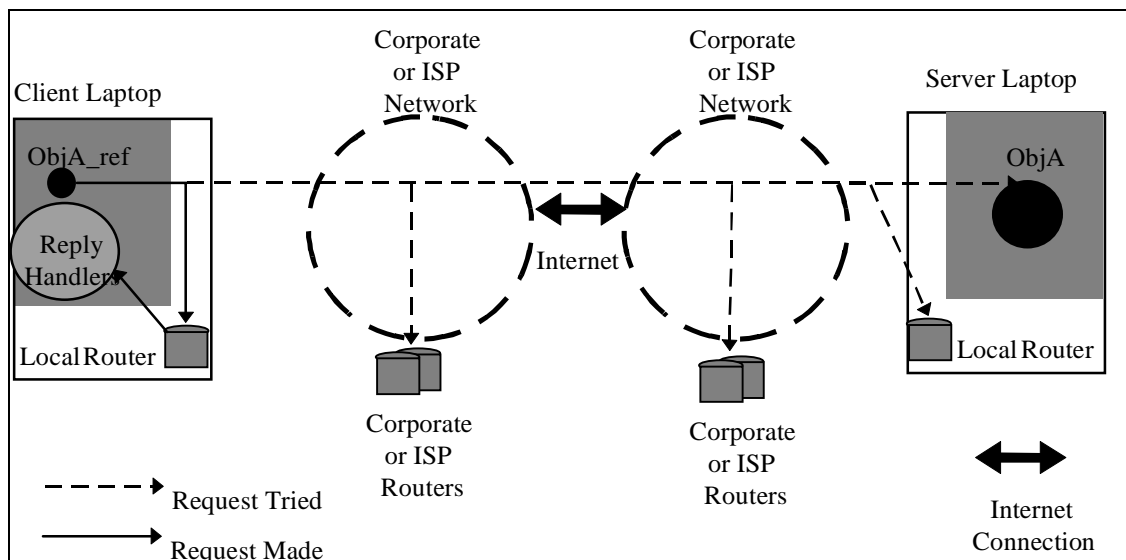 Corporate
or ISP
Network
Corporate
or ISP
Network
Client Laptop
Server Laptop
ObjA_ref
ObjA
Reply
Handlers
Internet
Local Router
Local Router
Corporate
or ISP
Routers
Corporate
or ISP
Routers
Request Tried
Request Made
Internet
Connection